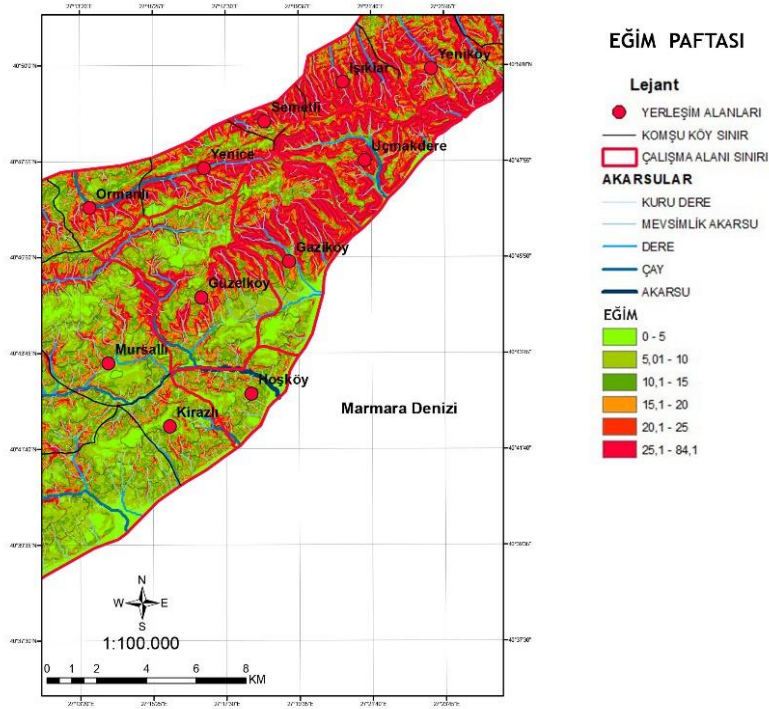 EĞİM PAFTASI
Lejant
YERLEŞİM ALANLARI
KOMŞU KÖY SINIR
ÇALIŞMA ALANI SINIRI
AKARSULAR
KURU DERE
MEVSİMLİK AKARSU
DERE
ÇAY
AKARSU
EĞİM
0 - 5
5,01 - 10
10,1 - 15
15,1 - 20
20,1 - 25
25,1 - 84,1
Yeniköy
Işıklar
Semetli
Uçmakdere
Yenice
Ormanlı
Gaziköy
Güzelköy
Mursallı
Hoşköy
Kirazlı
Marmara Denizi
N
W E
S
1:100.000
0 1 2 4 6 8
KM